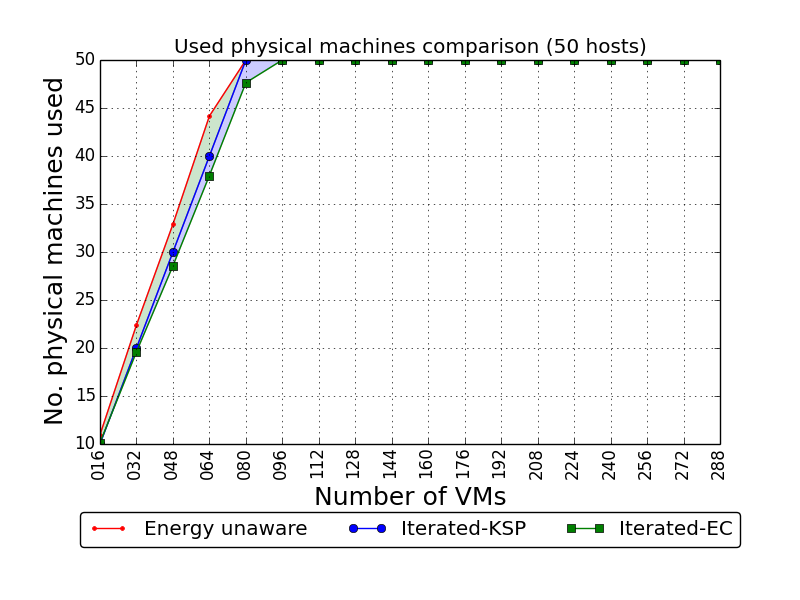 Used physical machines comparison (50 hosts)
No. physical machines used
50
45
40
35
30
25
20
15
10
016 032 048 064 080 096 112 128 144 160 176 192 208 224 240 256 272 288
Number of VMs
Energy unaware Iterated-KSP Iterated-EC